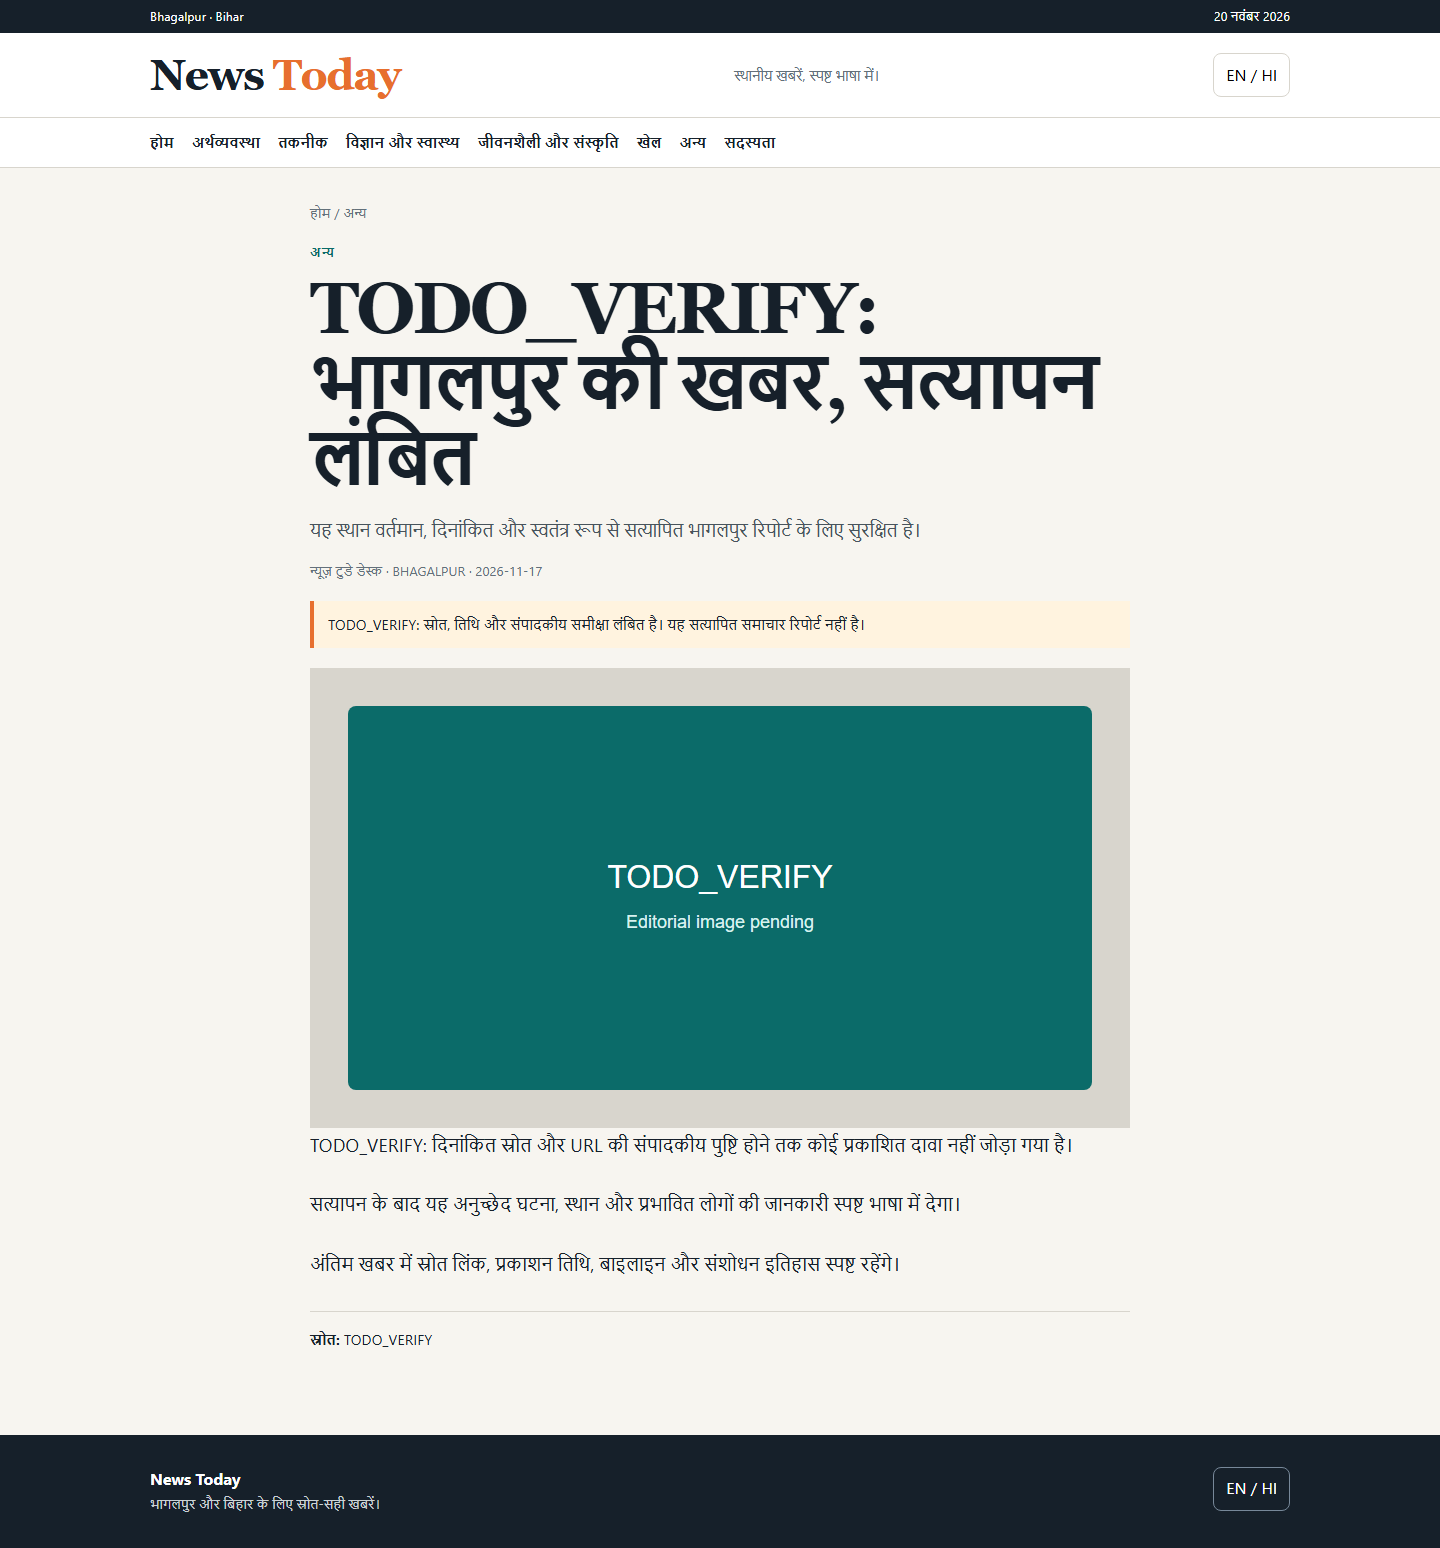 Bhagalpur · Bihar
20 नवंबर 2026
News Today
स्थानीय खबरें, स्पष्ट भाषा में।
EN / HI
होम अर्थव्यवस्था तकनीक विज्ञान और स्वास्थ्य जीवनशैली और संस्कृति खेल अन्य सदस्यता
होम / अन्य
अन्य
TODO_VERIFY:
भागलपुर की खबर, सत्यापन
लंबित
यह स्थान वर्तमान, दिनांकित और स्वतंत्र रूप से सत्यापित भागलपुर रिपोर्ट के लिए सुरक्षित है।
न्यूज़ टुडे डेस्क · BHAGALPUR · 2026-11-17
TODO_VERIFY: स्रोत, तिथि और संपादकीय समीक्षा लंबित है। यह सत्यापित समाचार रिपोर्ट नहीं है।
TODO_VERIFY
Editorial image pending
TODO_VERIFY: दिनांकित स्रोत और URL की संपादकीय पुष्टि होने तक कोई प्रकाशित दावा नहीं जोड़ा गया है।
सत्यापन के बाद यह अनुच्छेद घटना, स्थान और प्रभावित लोगों की जानकारी स्पष्ट भाषा में देगा।
अंतिम खबर में स्रोत लिंक, प्रकाशन तिथि, बाइलाइन और संशोधन इतिहास स्पष्ट रहेंगे।
स्रोत: TODO_VERIFY
News Today
भागलपुर और बिहार के लिए स्रोत-सही खबरें।
EN / HI